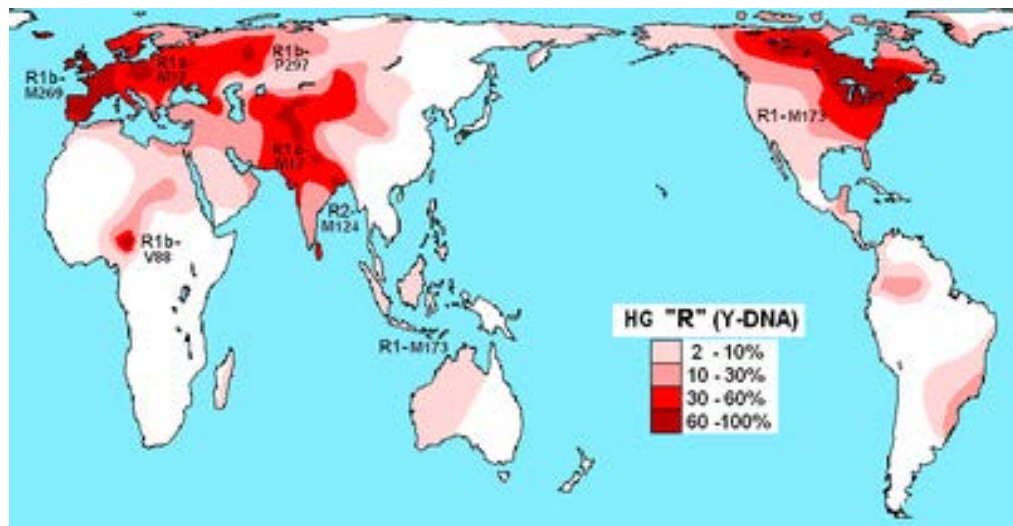 R1b-
M269
R1a-
M17
R1b-
P297
R1-M173
R1a-
M17
R2-
M124
R1b-
V88
R1-M173
HG "R" (Y-DNA)
2 - 10%
10 - 30%
30 - 60%
60 - 100%